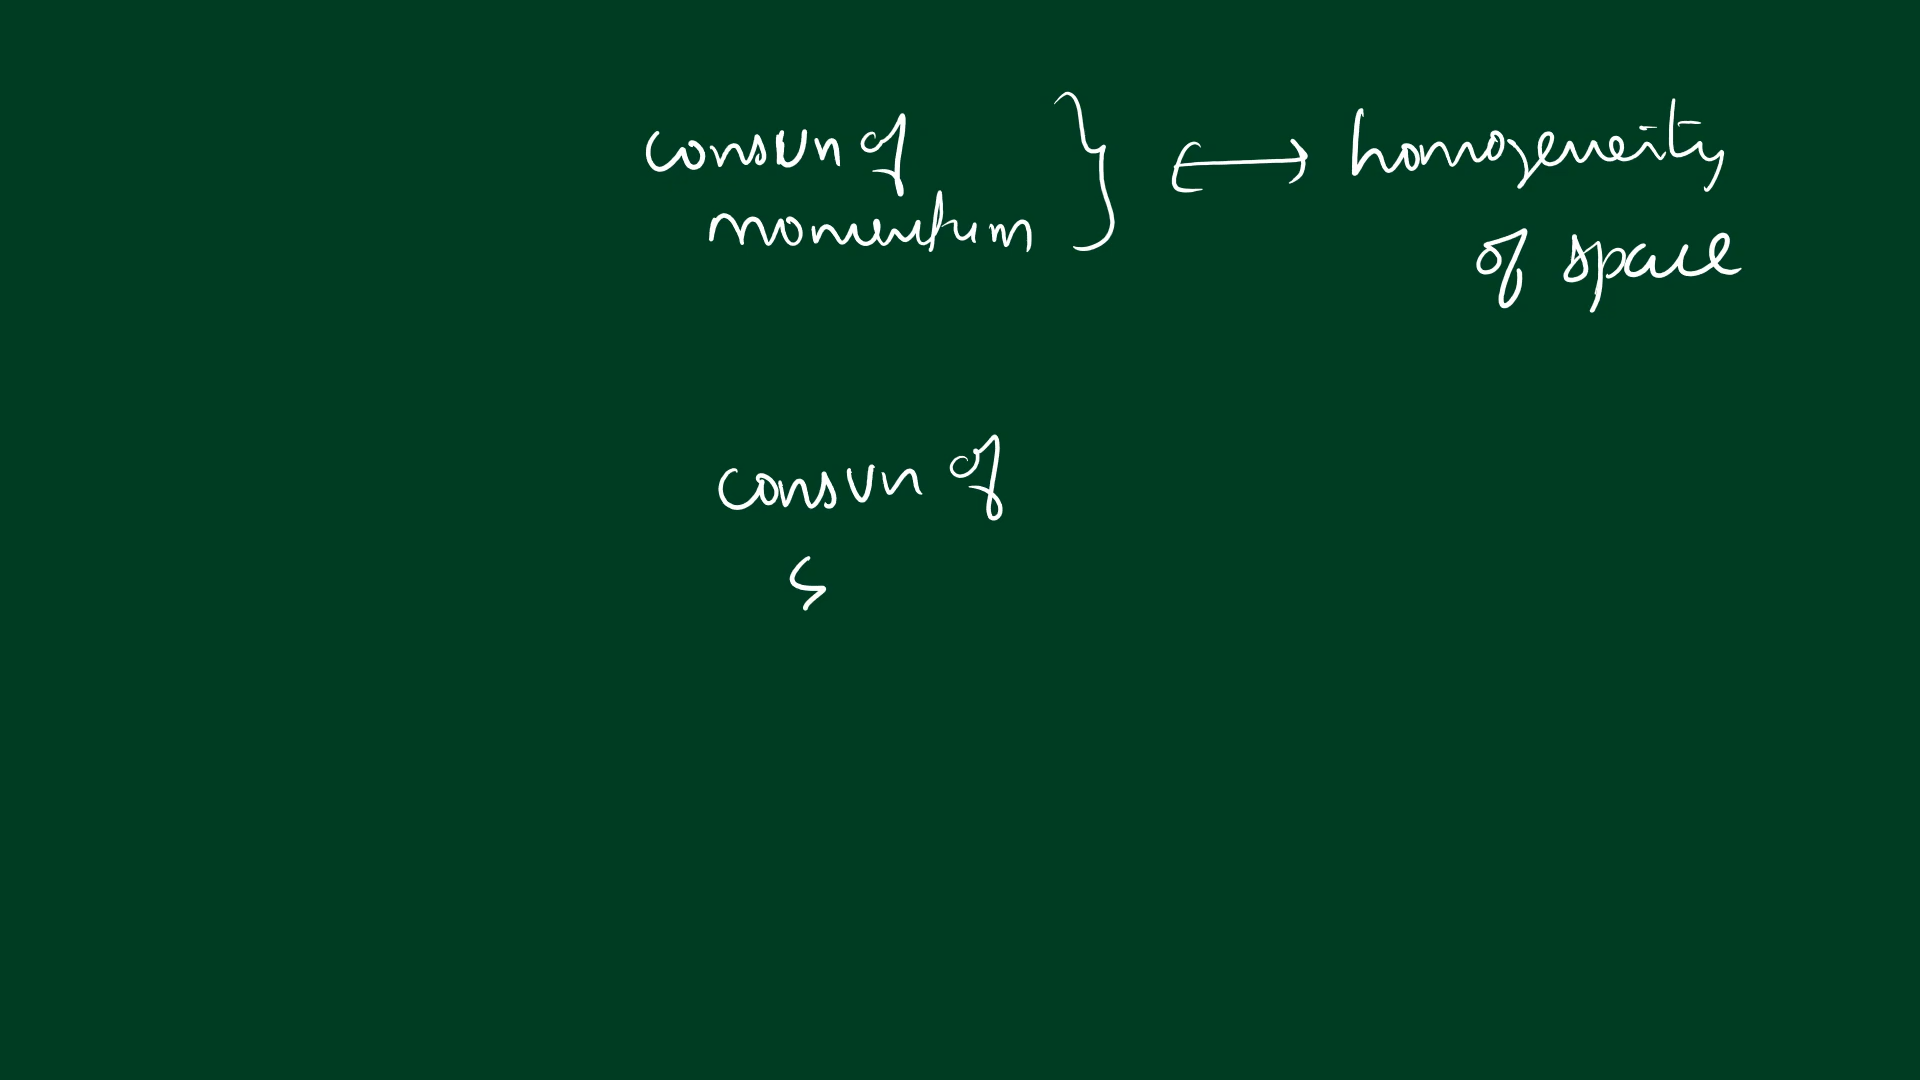 consvn of
momentum } ⟷ homogeneity
of space
consvn of